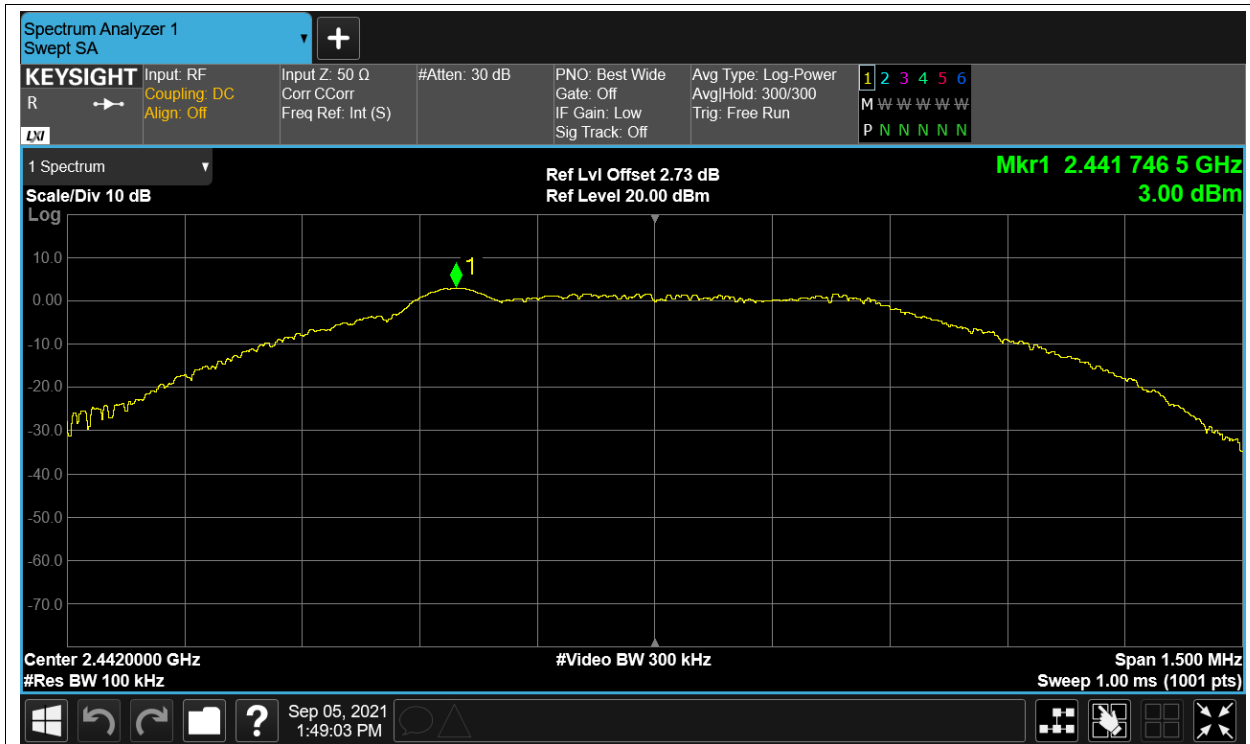 Spectrum Analyzer 1
Swept SA
KEYSIGHT
R
LXI
Input: RF
Coupling: DC
Align: Off
Input Z: 50 Ω
Corr CCorr
Freq Ref: Int (S)
#Atten: 30 dB
PNO: Best Wide
Gate: Off
IF Gain: Low
Sig Track: Off
Avg Type: Log-Power
Avg|Hold: 300/300
Trig: Free Run
1 2 3 4 5 6
M W W W W W
P N N N N N
1 Spectrum
Scale/Div 10 dB
Ref Lvl Offset 2.73 dB
Ref Level 20.00 dBm
Mkr1 2.441 746 5 GHz
3.00 dBm
Log
10.0
0.00
-10.0
-20.0
-30.0
-40.0
-50.0
-60.0
-70.0
1
Center 2.4420000 GHz
#Res BW 100 kHz
#Video BW 300 kHz
Span 1.500 MHz
Sweep 1.00 ms (1001 pts)
?
Sep 05, 2021
1:49:03 PM